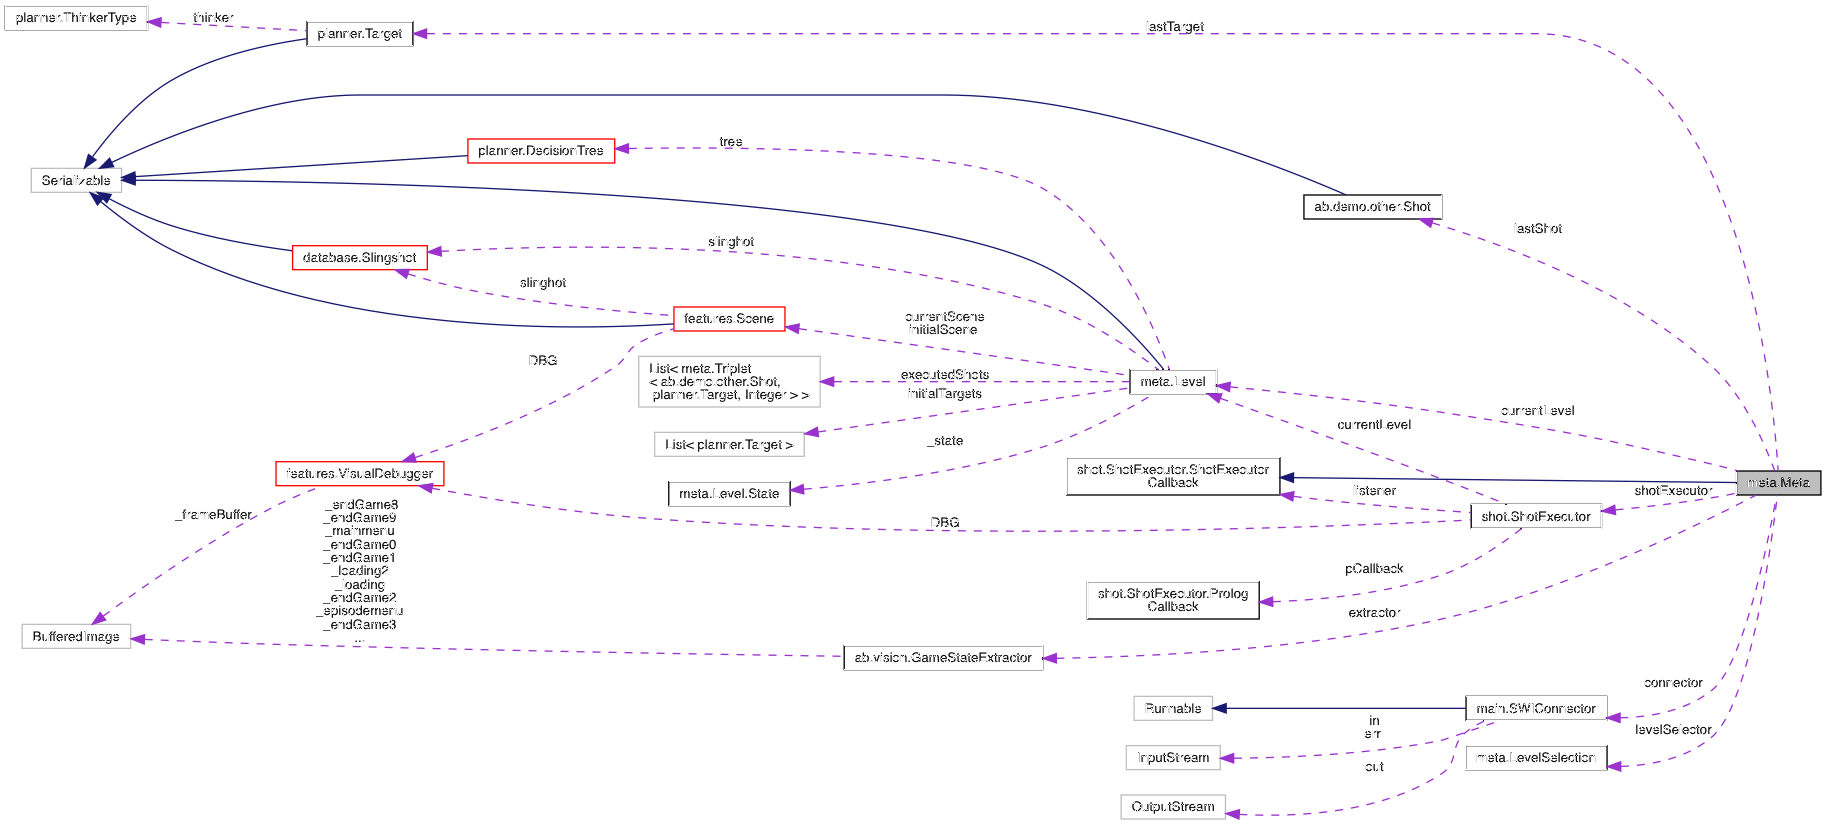 planner.ThinkerType
thinker
planner.Target
lastTarget
tree
planner.DecisionTree
Serializable
ab.demo.other.Shot
lastShot
slinghot
database.Slingshot
slinghot
features.Scene
currentScene
initialScene
DBG
List< meta.Triplet
< ab.demo.other.Shot,
planner.Target, Integer > >
executedShots
meta.Level
initialTargets
currentLevel
currentLevel
List< planner.Target >
_state
features.VisualDebugger
shot.ShotExecutor.ShotExecutor
Callback
meta.Meta
meta.Level.State
listener
shotExecutor
_frameBuffer
_endGame8
_endGame9
_mainmenu
_endGame0
_endGame1
_loading2
_loading
_endGame2
_episodemenu
_endGame3
...
DBG
shot.ShotExecutor
pCallback
shot.ShotExecutor.Prolog
Callback
extractor
BufferedImage
ab.vision.GameStateExtractor
connector
Runnable
main.SWIConnector
in
err
levelSelector
InputStream
meta.LevelSelection
out
OutputStream